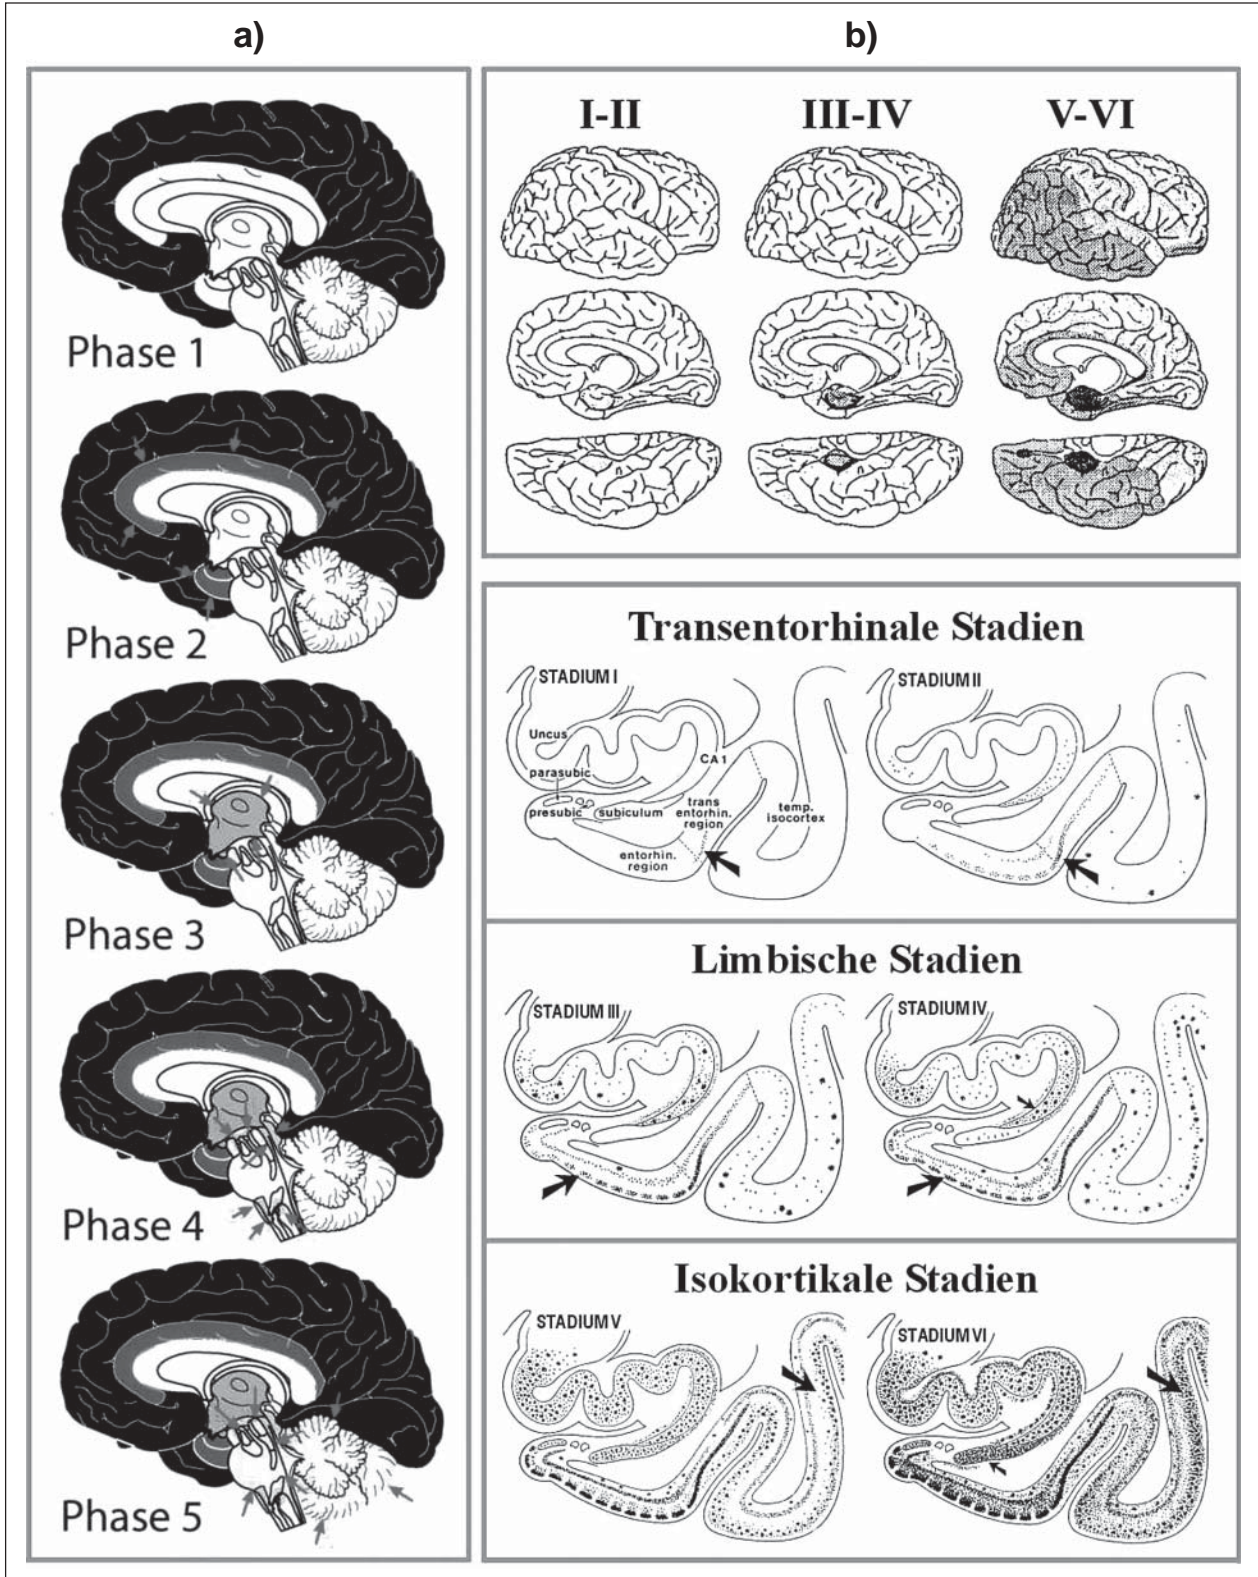 a)
b)
Phase 1
Phase 2
Phase 3
Phase 4
Phase 5
I-II
III-IV
V-VI
Transentorhinale Stadien
STADIUM I
Uncus
parasubic
presubic
subiculum
CA1
trans
entorhin.
region
temp.
isocortex
entorhin.
region
STADIUM II
Limbische Stadien
STADIUM III
STADIUM IV
Isokortikale Stadien
STADIUM V
STADIUM VI